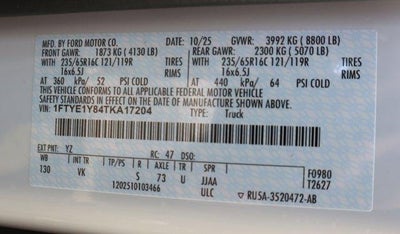 MFD. BY FORD MOTOR CO. 10/25 GVWR: 3992 KG ( 8800 LB)
FRONT GAWR: 1873 KG ( 4130 LB) REAR GAWR: 2300 KG ( 5070 LB)
WITH 235/65R16C 121/119R TIRES WITH 235/65R16C 121/119R TIRES
16x6.5J RIMS 16x6.5J RIMS
AT 360 kPa/ 52 PSI COLD AT 440 kPa/ 64 PSI COLD
THIS VEHICLE CONFORMS TO ALL APPLICABLE FEDERAL MOTOR VEHICLE
SAFETY STANDARDS IN EFFECT ON THE DATE OF MANUFACTURE SHOWN ABOVE.
VIN: 1FTYE1Y84TKA17204 TYPE: Truck
EXT PNT: YZ RC: 47 DSO:
WB INT TR TP/PS R AXLE TR SPR F0980
130 VK S 73 U JJAA T2627
1202510103466 ULC RU5A-3520472-AB